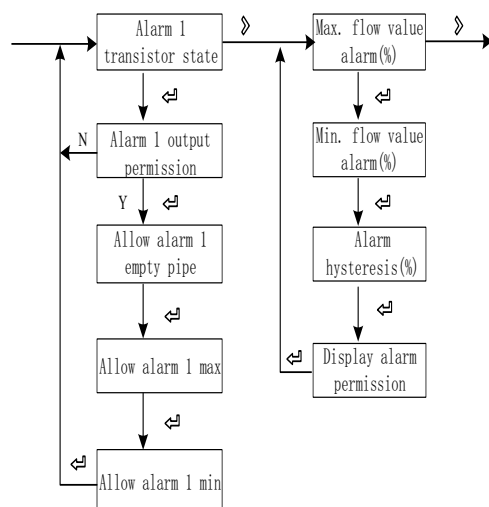 Alarm 1
transistor state
Max. flow value
alarm(%)
N
Alarm 1 output
permission
Min. flow value
alarm(%)
Y
Allow alarm 1
empty pipe
Alarm
hysteresis(%)
Allow alarm 1 max
Display alarm
permission
Allow alarm 1 min